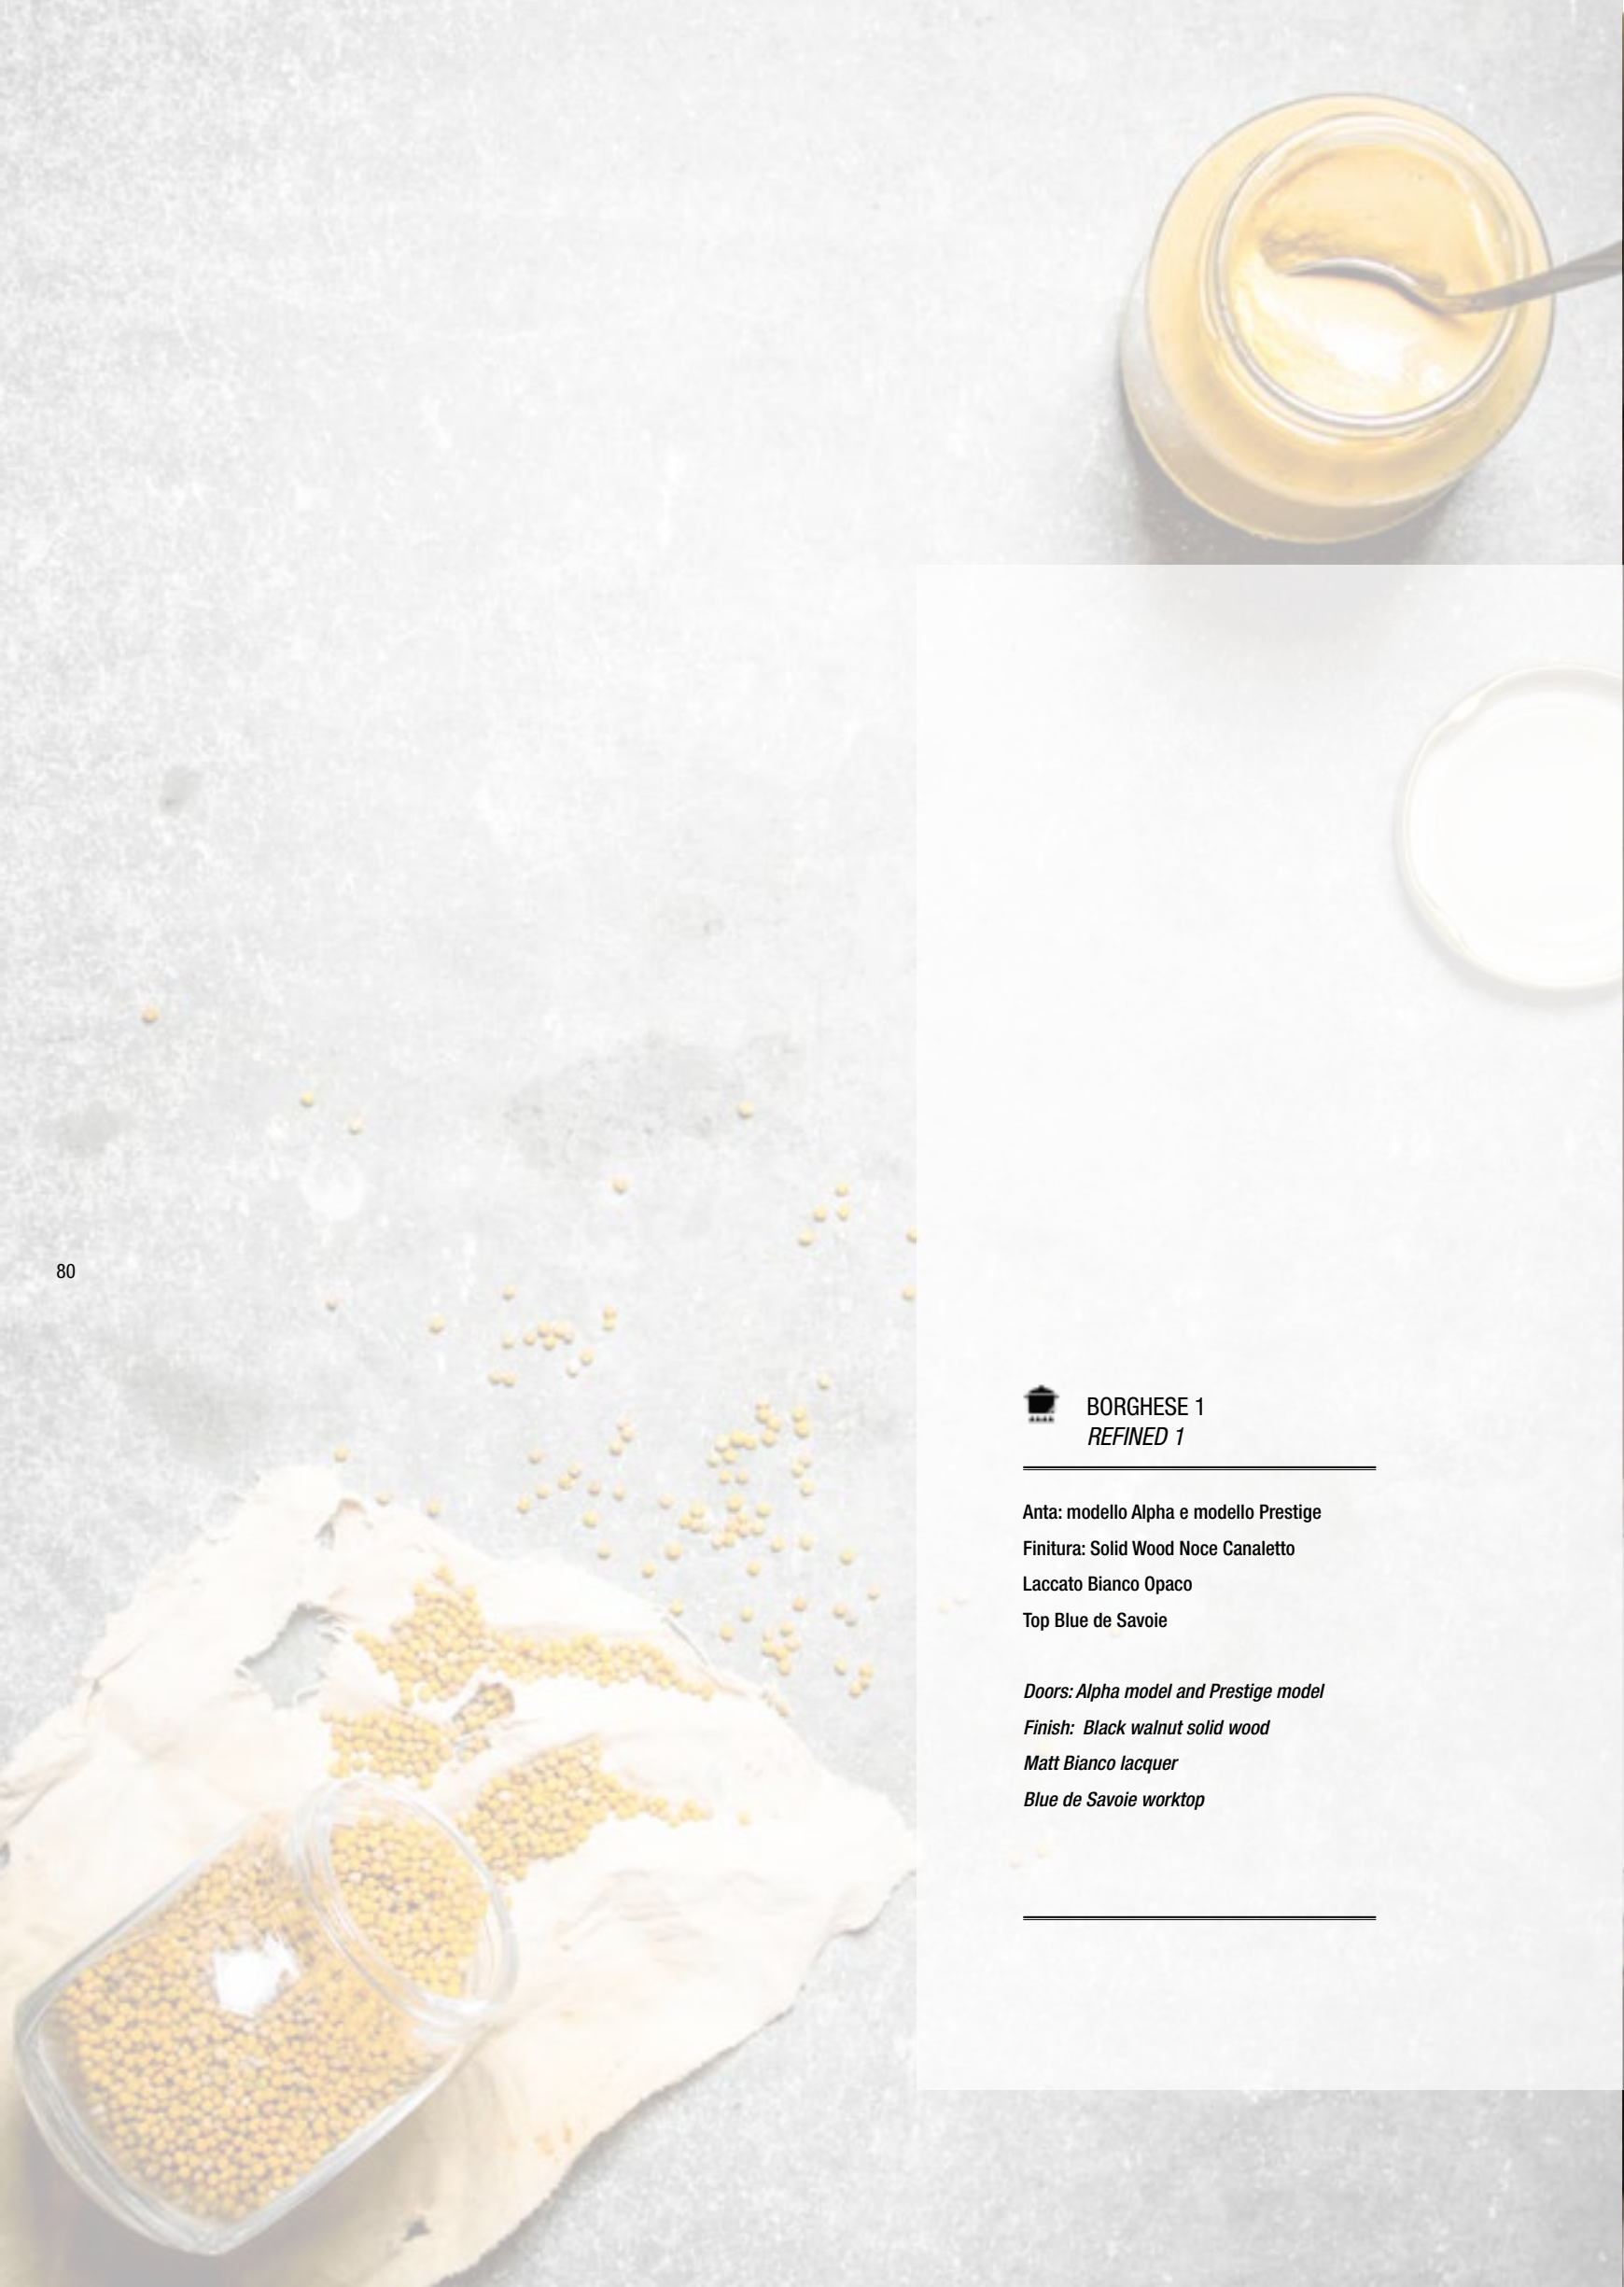 80
BORGHESE 1
REFINED 1
Anta: modello Alpha e modello Prestige
Finitura: Solid Wood Noce Canaletto
Laccato Bianco Opaco
Top Blue de Savoie
Doors: Alpha model and Prestige model
Finish: Black walnut solid wood
Matt Bianco lacquer
Blue de Savoie worktop